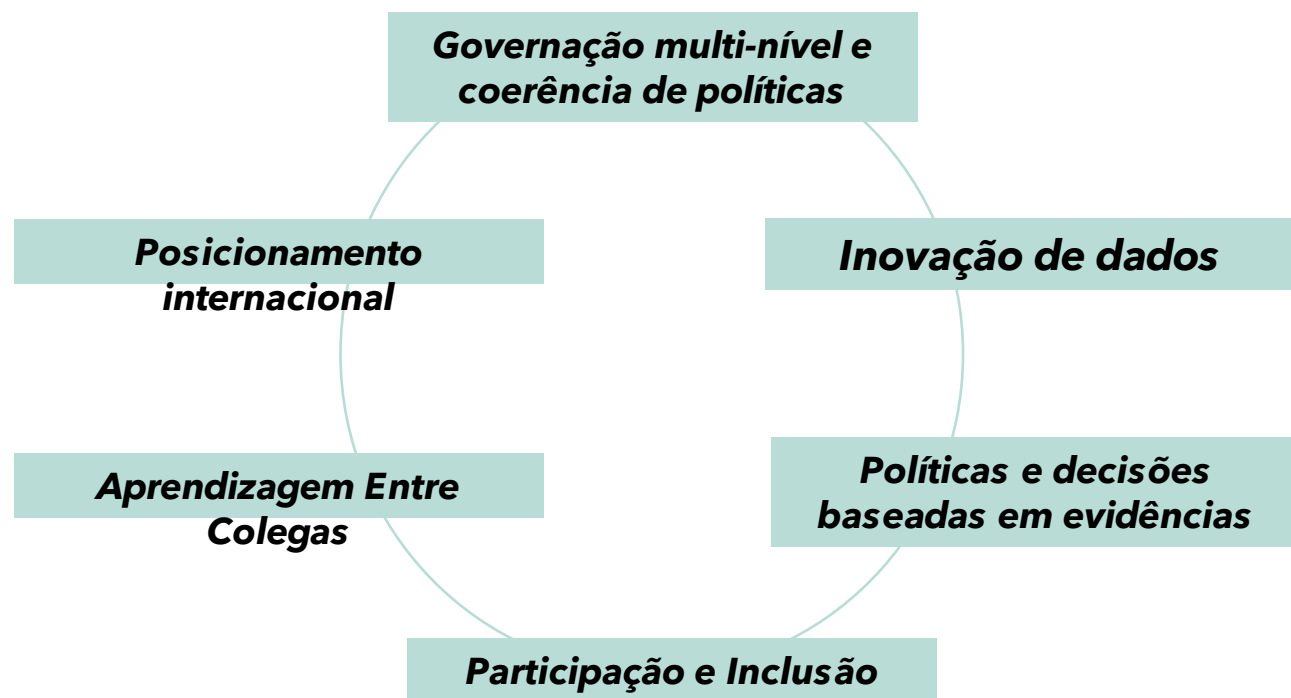 Governação multi-nível e
coerência de políticas
Posicionamento
internacional
Inovação de dados
Aprendizagem Entre
Colegas
Políticas e decisões
baseadas em evidências
Participação e Inclusão